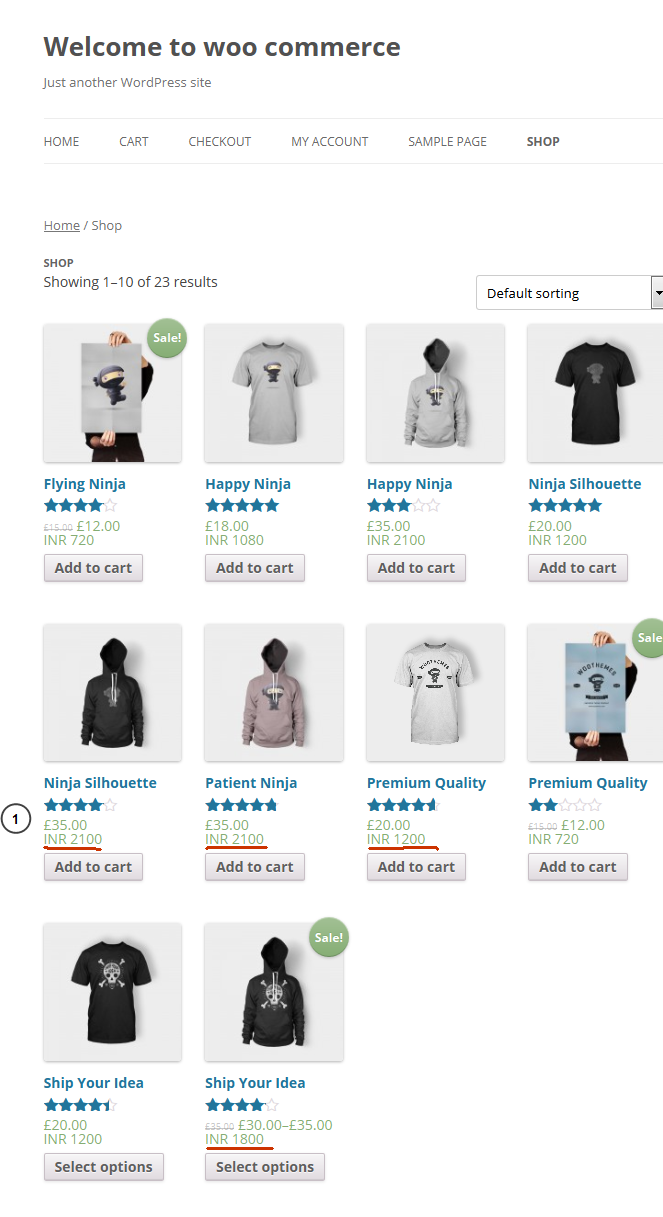 Welcome to woo commerce
Just another WordPress site
HOME CART CHECKOUT MY ACCOUNT SAMPLE PAGE SHOP
Home / Shop
SHOP
Showing 1–10 of 23 results
Default sorting
Sale!
Flying Ninja Happy Ninja Happy Ninja Ninja Silhouette
£15.00 £12.00 £18.00 £35.00 £20.00
INR 720 INR 1080 INR 2100 INR 1200
Add to cart Add to cart Add to cart Add to cart
Sale
WOOTHEMES WOOTHEMES
Ninja Silhouette Patient Ninja Premium Quality Premium Quality
1
£35.00 £35.00 £20.00 £15.00 £12.00
INR 2100 INR 2100 INR 1200 INR 720
Add to cart Add to cart Add to cart Add to cart
Sale!
Ship Your Idea Ship Your Idea
£20.00 £35.00 £30.00–£35.00
INR 1200 INR 1800
Select options Select options